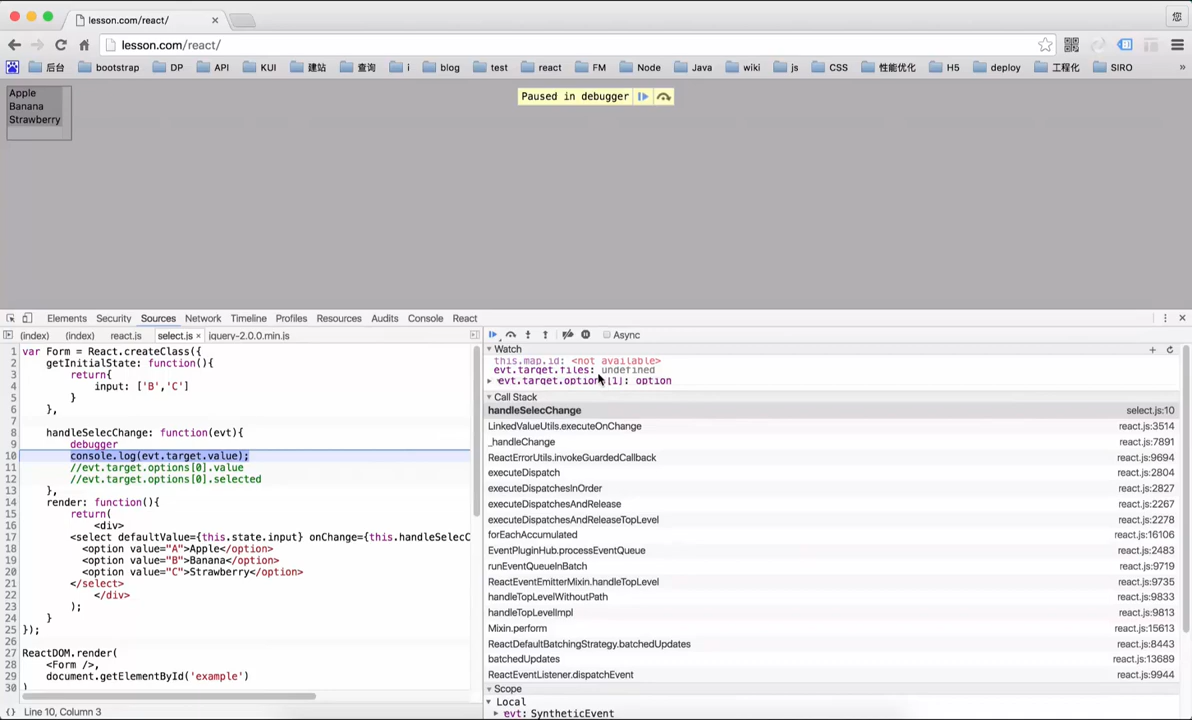 lesson.com/react/
您
lesson.com/react/
后台 bootstrap DP API KUI 建站 查询 i blog test react FM Node Java wiki js CSS 性能优化 H5 deploy 工程化 SIRO »
Apple
Banana
Strawberry
Paused in debugger
Elements Security Sources Network Timeline Profiles Resources Audits Console React
(index) (index) react.js select.js × jquery-2.0.0.min.js
Async
1 var Form = React.createClass({
2 getInitialState: function(){
3 return{
4 input: ['B','C']
5 }
6 },
7
8 handleSelecChange: function(evt){
9 debugger
10 console.log(evt.target.value);
11 //evt.target.options[0].value
12 //evt.target.options[0].selected
13 },
14 render: function(){
15 return(
16 <div>
17 <select defaultValue={this.state.input} onChange={this.handleSelecC
18 <option value="A">Apple</option>
19 <option value="B">Banana</option>
20 <option value="C">Strawberry</option>
21 </select>
22 </div>
23 );
24 }
25 });
26
27 ReactDOM.render(
28 <Form />,
29 document.getElementById('example')
30 )
{} Line 10, Column 3
Watch
this.map.id: <not available>
evt.target.files: undefined
evt.target.options[1]: option
Call Stack
handleSelecChange select.js:10
LinkedValueUtils.executeOnChange react.js:3514
_handleChange react.js:7891
ReactErrorUtils.invokeGuardedCallback react.js:9694
executeDispatch react.js:2804
executeDispatchesInOrder react.js:2827
executeDispatchesAndRelease react.js:2267
executeDispatchesAndReleaseTopLevel react.js:2278
forEachAccumulated react.js:16106
EventPluginHub.processEventQueue react.js:2483
runEventQueueInBatch react.js:9719
ReactEventEmitterMixin.handleTopLevel react.js:9735
handleTopLevelWithoutPath react.js:9833
handleTopLevelImpl react.js:9813
Mixin.perform react.js:15613
ReactDefaultBatchingStrategy.batchedUpdates react.js:8443
batchedUpdates react.js:13689
ReactEventListener.dispatchEvent react.js:9944
Scope
Local
evt: SyntheticEvent